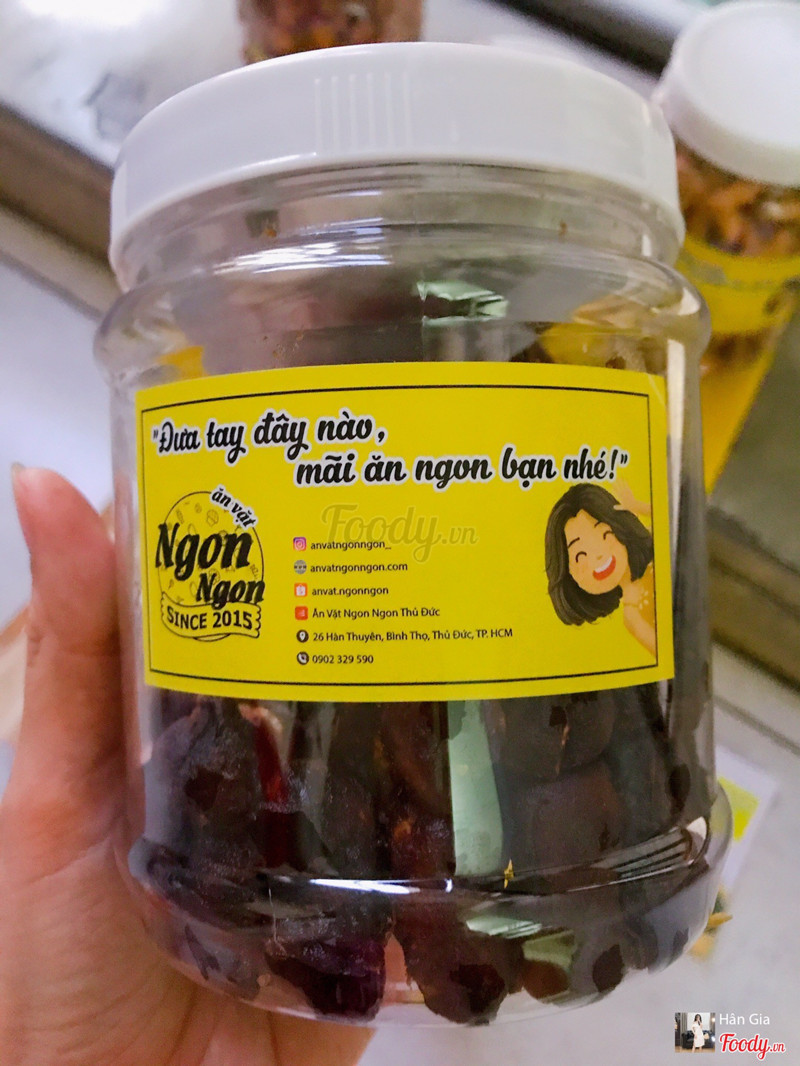 "Đưa tay đây nào,
mãi ăn ngon bạn nhé!"
ăn vặt
Ngon
Ngon
SINCE 2015
Foody.vn
anvatngonngon_
anvatngonngon.com
anvat.ngonngon
Ăn Vặt Ngon Ngon Thủ Đức
26 Hàn Thuyên, Bình Thọ, Thủ Đức, TP. HCM
0902 329 590
Hân Gia
Foody.vn